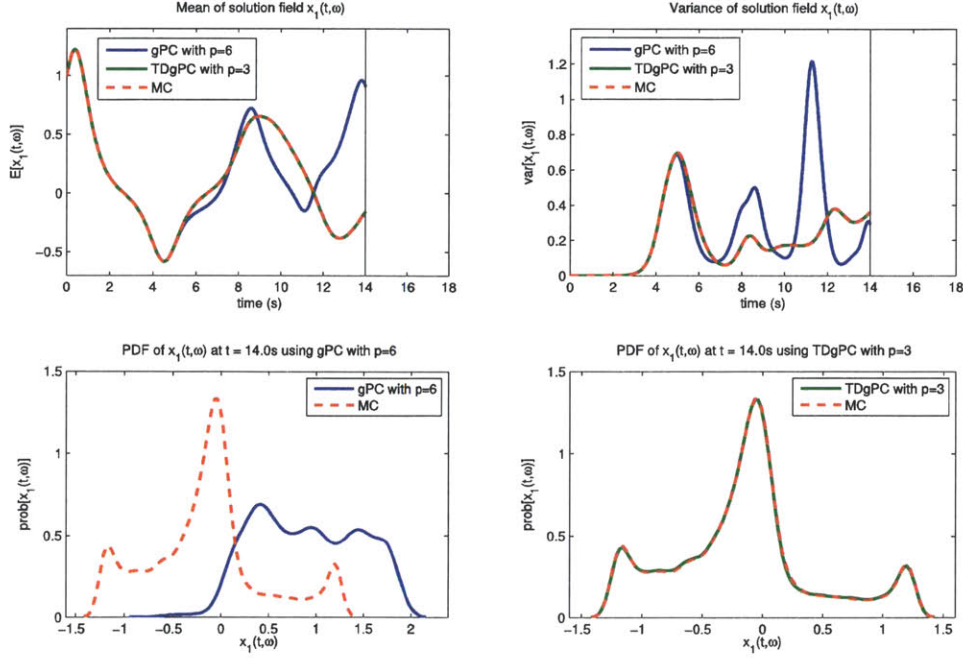 Mean of solution field x₁(t,ω)
gPC with p=6
TDgPC with p=3
MC
E[x₁(t,ω)]
1
0.5
0
−0.5
0 2 4 6 8 10 12 14 16 18
time (s)
Variance of solution field x₁(t,ω)
gPC with p=6
TDgPC with p=3
MC
var[x₁(t,ω)]
1.2
1
0.8
0.6
0.4
0.2
0
0 2 4 6 8 10 12 14 16 18
time (s)
PDF of x₁(t,ω) at t = 14.0s using gPC with p=6
gPC with p=6
MC
prob[x₁(t,ω)]
1.5
1
0.5
0
−1.5 −1 −0.5 0 0.5 1 1.5 2
x₁(t,ω)
PDF of x₁(t,ω) at t = 14.0s using TDgPC with p=3
TDgPC with p=3
MC
prob[x₁(t,ω)]
1.5
1
0.5
0
−1.5 −1 −0.5 0 0.5 1 1.5
x₁(t,ω)